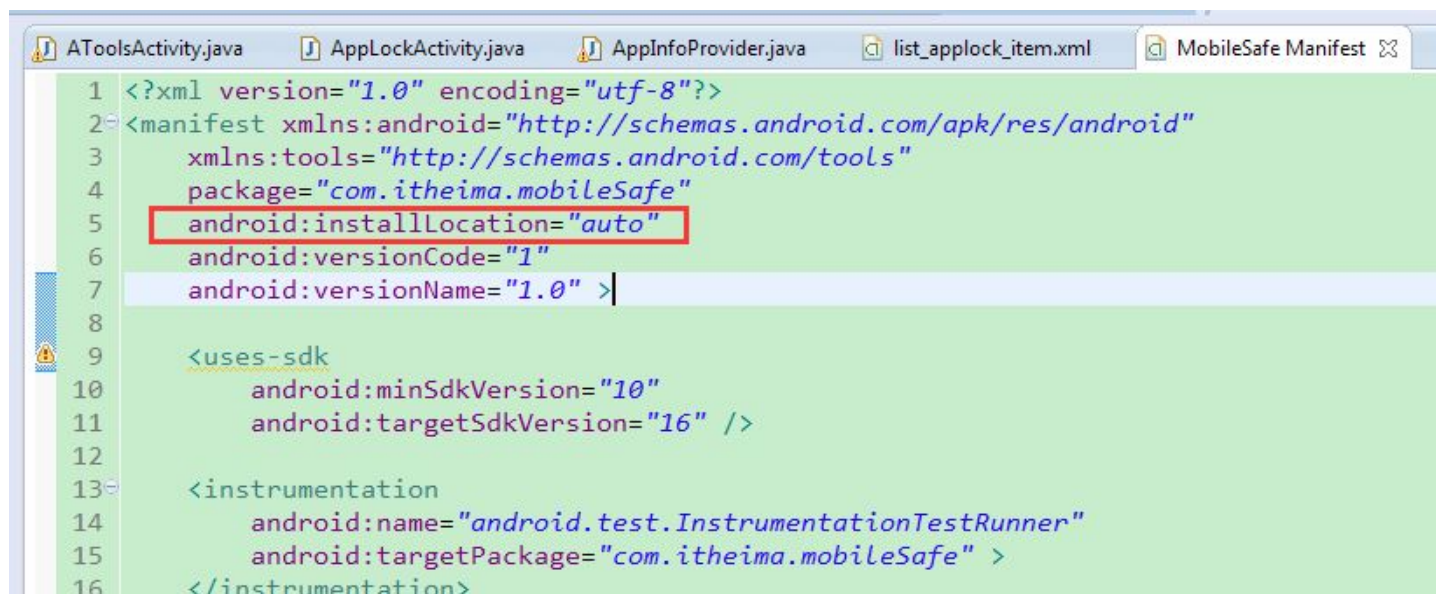 AToolsActivity.java AppLockActivity.java AppInfoProvider.java list_applock_item.xml MobileSafe Manifest
1 <?xml version="1.0" encoding="utf-8"?>
2 <manifest xmlns:android="http://schemas.android.com/apk/res/android"
3 xmlns:tools="http://schemas.android.com/tools"
4 package="com.itheima.mobileSafe"
5 android:installLocation="auto"
6 android:versionCode="1"
7 android:versionName="1.0" >
8
9 <uses-sdk
10 android:minSdkVersion="10"
11 android:targetSdkVersion="16" />
12
13 <instrumentation
14 android:name="android.test.InstrumentationTestRunner"
15 android:targetPackage="com.itheima.mobileSafe" >
16 </instrumentation>